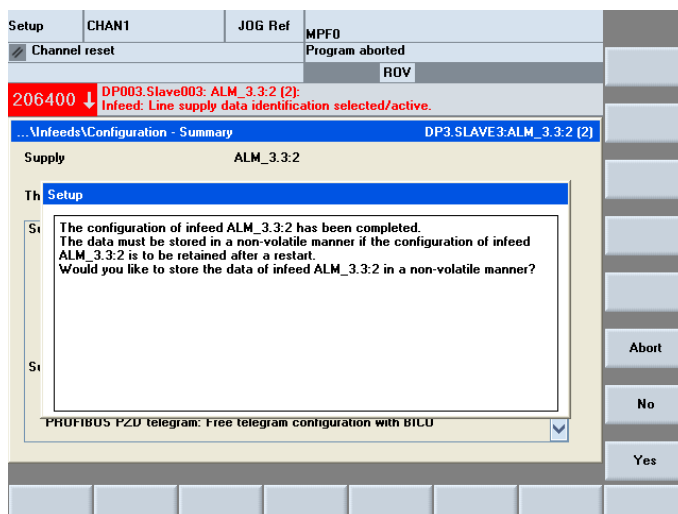 Setup CHAN1 JOG Ref MPF0
Channel reset Program aborted
ROV
206400 ↓ DP003.Slave003: ALM_3.3:2 (2):
Infeed: Line supply data identification selected/active.
...\Infeeds\Configuration - Summary DP3.SLAVE3:ALM_3.3:2 (2)
Supply ALM_3.3:2
Th
Setup
Su
The configuration of infeed ALM_3.3:2 has been completed.
The data must be stored in a non-volatile manner if the configuration of infeed
ALM_3.3:2 is to be retained after a restart.
Would you like to store the data of infeed ALM_3.3:2 in a non-volatile manner?
Su
PROFIBUS PZD telegram: Free telegram configuration with BICO
Abort
No
Yes